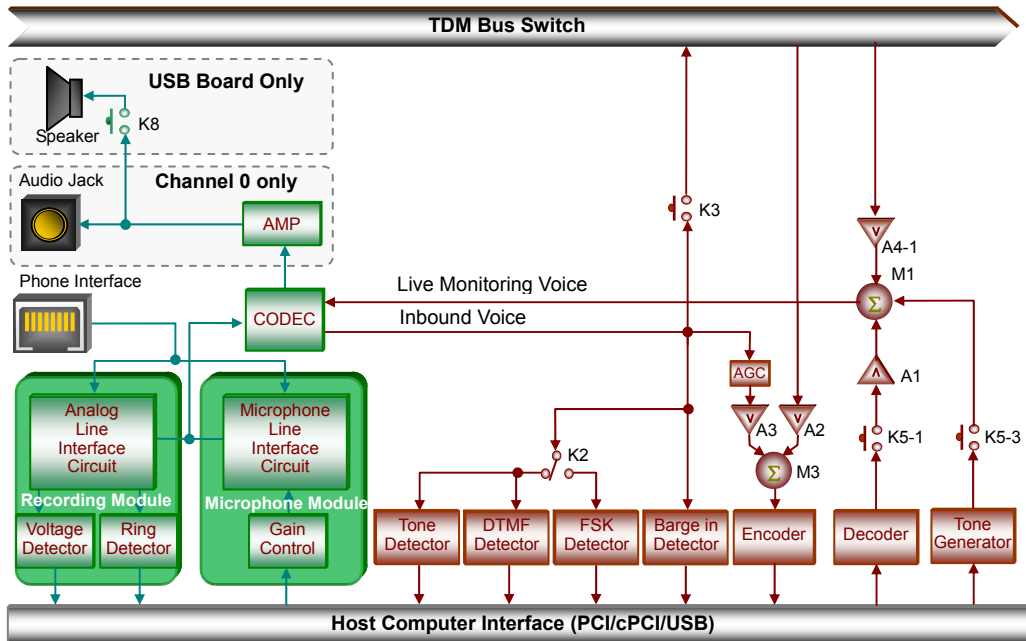 TDM Bus Switch
USB Board Only
Speaker
K8
Audio Jack
Channel 0 only
AMP
K3
A4-1
M1
Phone Interface
Live Monitoring Voice
CODEC
Inbound Voice
Σ
AGC
A1
Analog
Line
Interface
Circuit
Microphone
Line
Interface
Circuit
A3
A2
K5-1
K5-3
K2
Σ
M3
Recording Module
Microphone Module
Voltage
Detector
Ring
Detector
Gain
Control
Tone
Detector
DTMF
Detector
FSK
Detector
Barge in
Detector
Encoder
Decoder
Tone
Generator
Host Computer Interface (PCI/cPCI/USB)